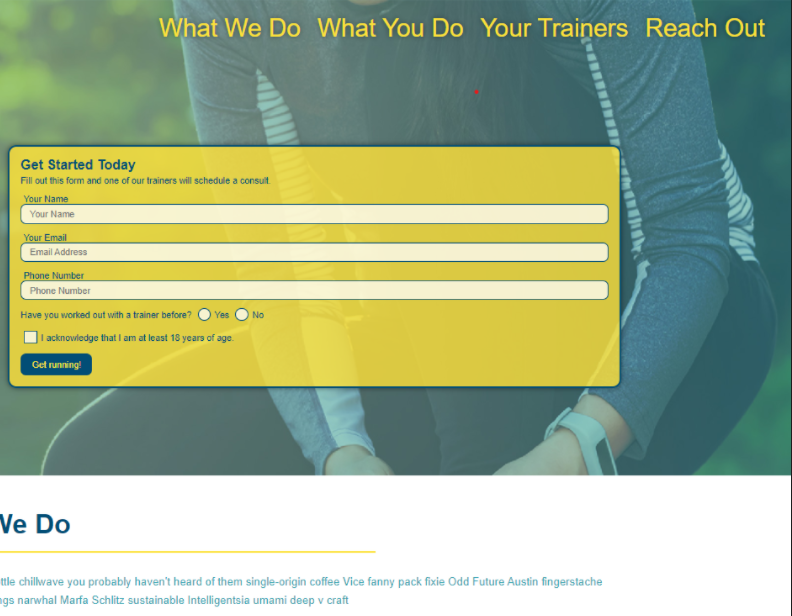 What We Do What You Do Your Trainers Reach Out
Get Started Today
Fill out this form and one of our trainers will schedule a consult.
Your Name
Your Name
Your Email
Email Address
Phone Number
Phone Number
Have you worked out with a trainer before? Yes No
I acknowledge that I am at least 18 years of age.
Get running!
We Do
ttle chillwave you probably haven't heard of them single-origin coffee Vice fanny pack fixie Odd Future Austin fingerstache
ngs narwhal Marfa Schlitz sustainable Intelligentsia umami deep v craft